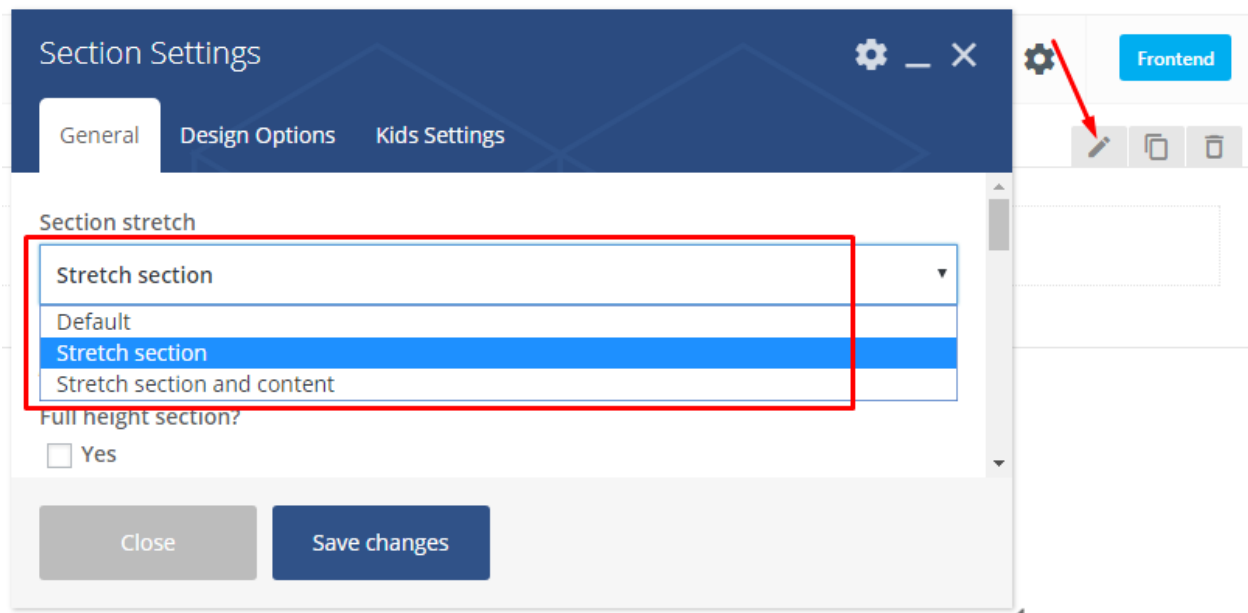 Section Settings
Frontend
General
Design Options
Kids Settings
Section stretch
Stretch section
Default
Stretch section
Stretch section and content
Full height section?
Yes
Close
Save changes